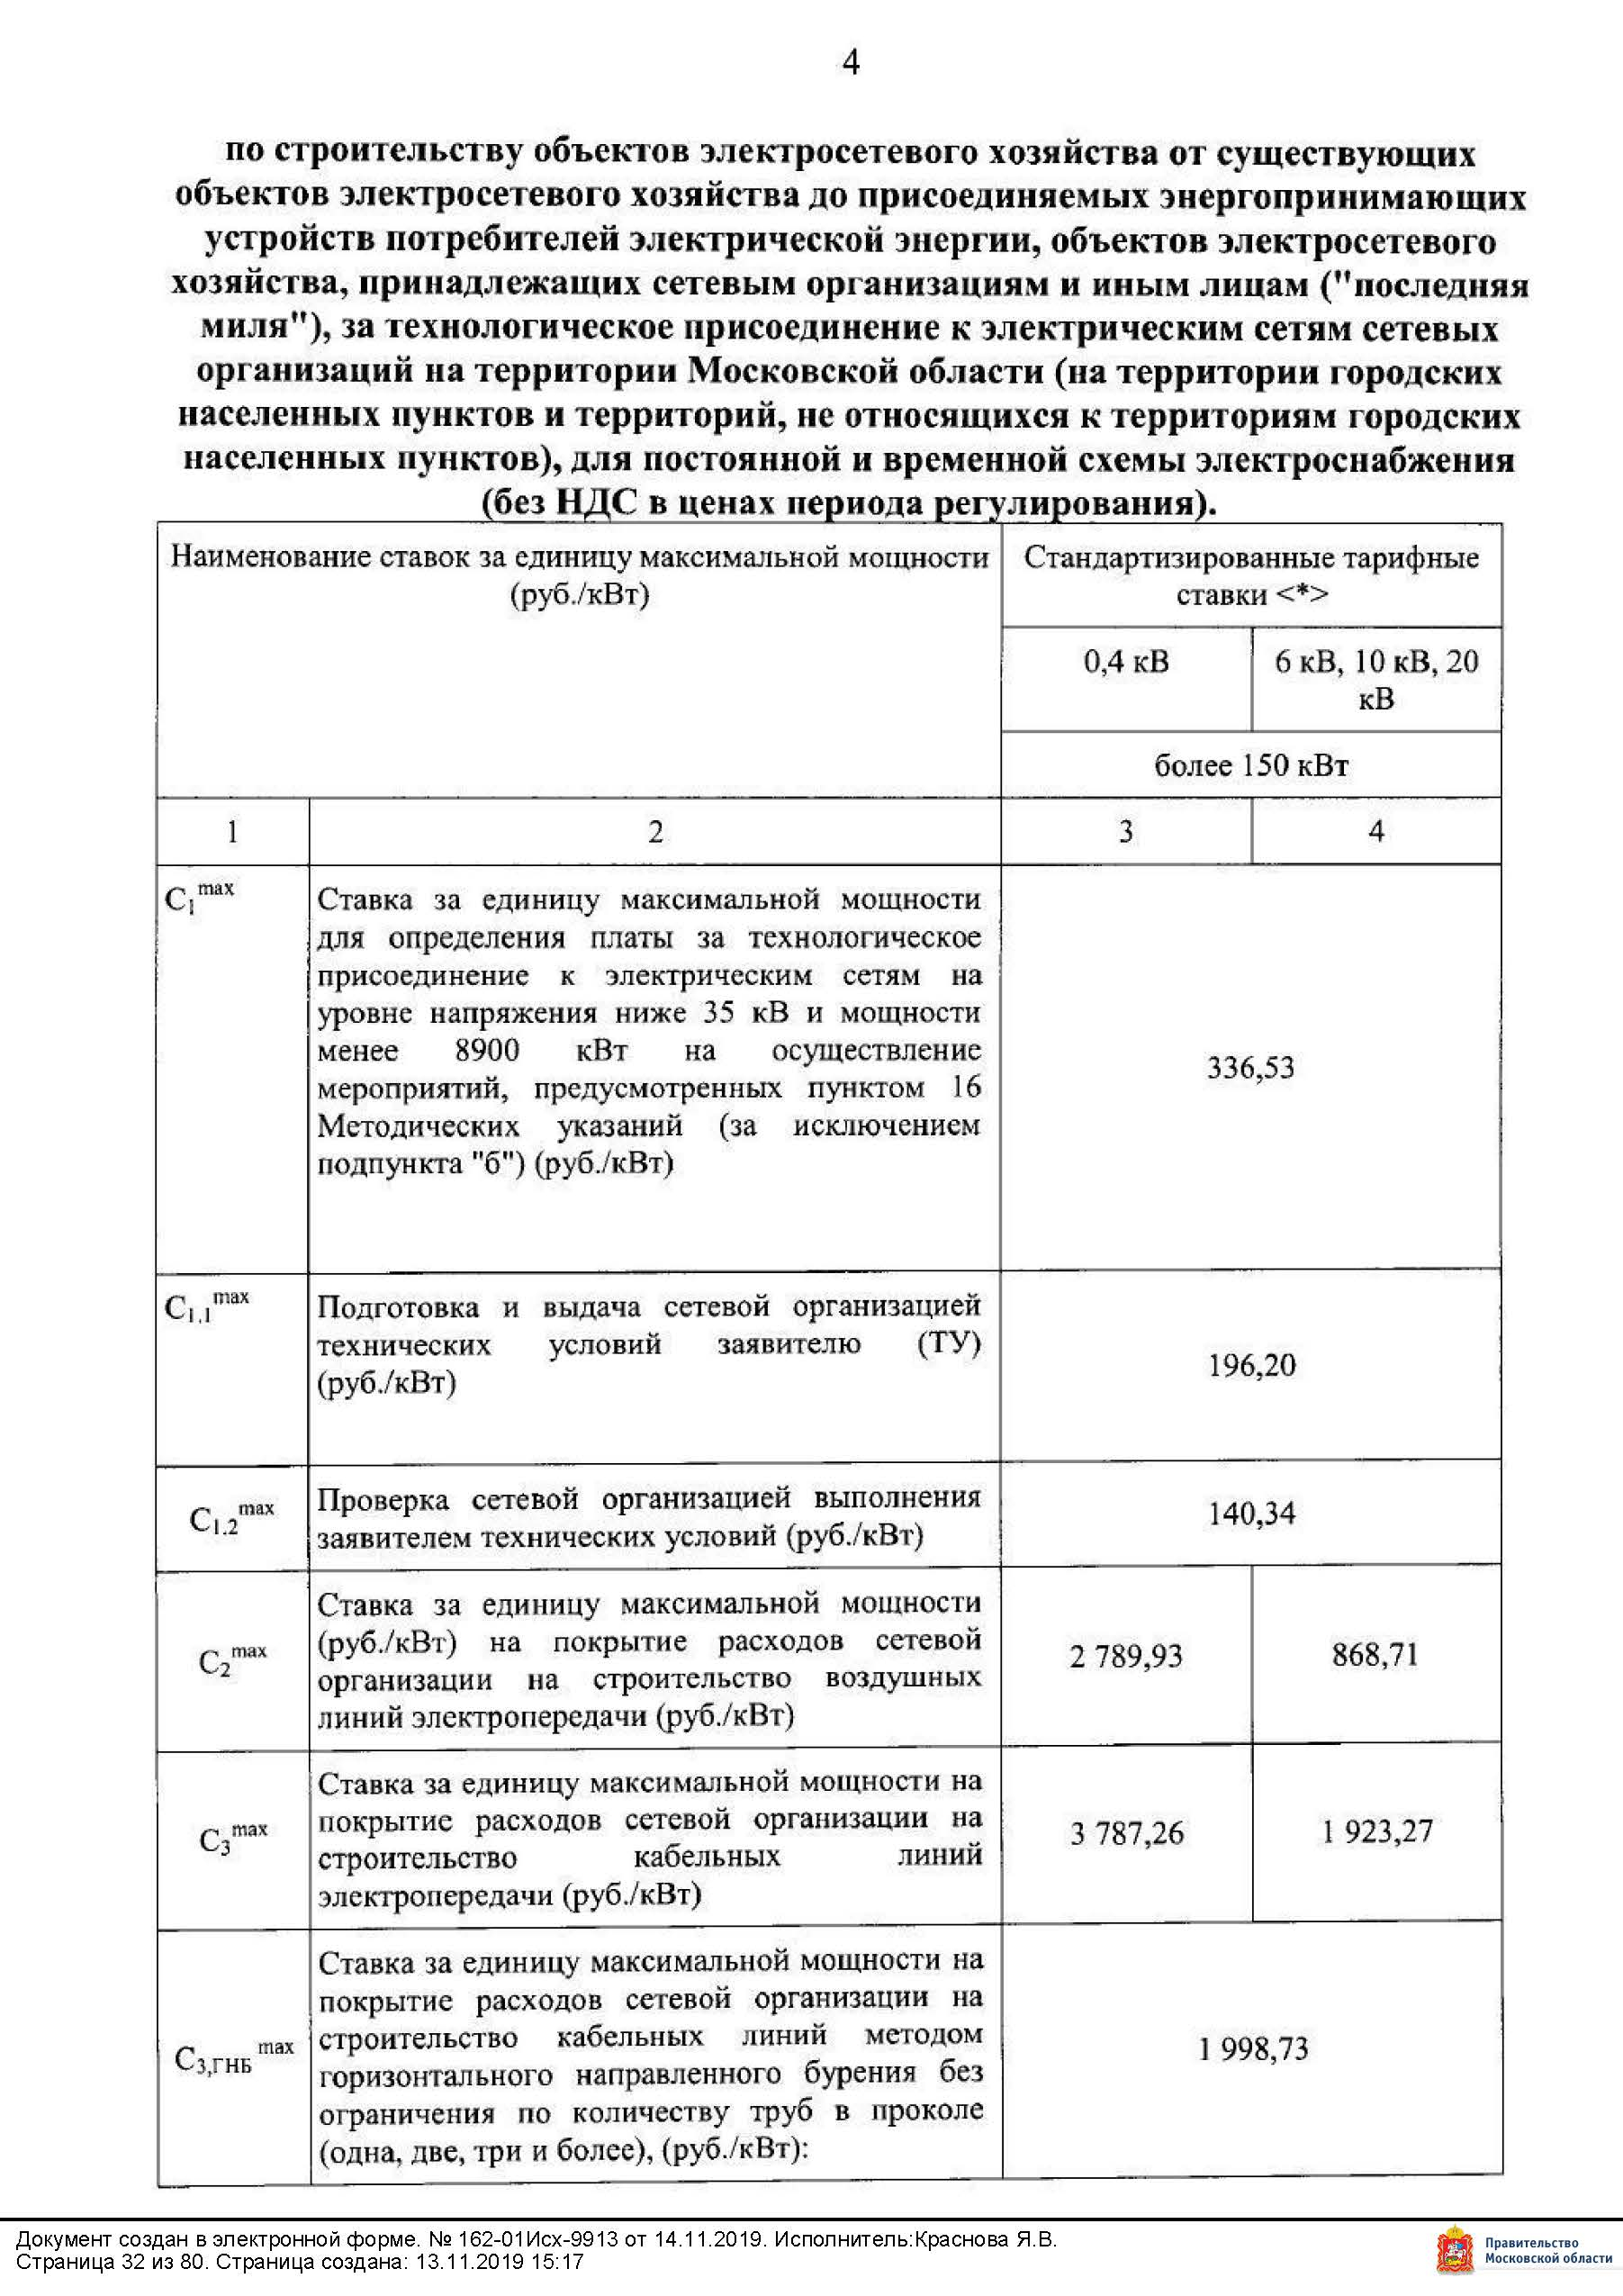 4
по строительству объектов электросетевого хозяйства от существующих
объектов электросетевого хозяйства до присоединяемых энергопринимающих
устройств потребителей электрической энергии, объектов электросетевого
хозяйства, принадлежащих сетевым организациям и иным лицам ("последняя
миля"), за технологическое присоединение к электрическим сетям сетевых
организаций на территории Московской области (на территории городских
населенных пунктов и территорий, не относящихся к территориям городских
населенных пунктов), для постоянной и временной схемы электроснабжения
(без НДС в ценах периода регулирования).
Наименование ставок за единицу максимальной мощности
(руб./кВт)
Стандартизированные тарифные
ставки <*>
0,4 кВ
6 кВ, 10 кВ, 20
кВ
более 150 кВт
1 2 3 4
C₁ᵐᵃˣ
Ставка за единицу максимальной мощности
для определения платы за технологическое
присоединение к электрическим сетям на
уровне напряжения ниже 35 кВ и мощности
менее 8900 кВт на осуществление
мероприятий, предусмотренных пунктом 16
Методических указаний (за исключением
подпункта "б") (руб./кВт)
336,53
C1.1 max
Подготовка и выдача сетевой организацией
технических условий заявителю (ТУ)
(руб./кВт)
196,20
C1.2 max
Проверка сетевой организацией выполнения
заявителем технических условий (руб./кВт)
140,34
C2 max
Ставка за единицу максимальной мощности
(руб./кВт) на покрытие расходов сетевой
организации на строительство воздушных
линий электропередачи (руб./кВт)
2 789,93
868,71
C3 max
Ставка за единицу максимальной мощности на
покрытие расходов сетевой организации на
строительство кабельных линий
электропередачи (руб./кВт)
3 787,26
1 923,27
C3,ГНБ max
Ставка за единицу максимальной мощности на
покрытие расходов сетевой организации на
строительство кабельных линий методом
горизонтального направленного бурения без
ограничения по количеству труб в проколе
(одна, две, три и более), (руб./кВт):
1 998,73
Документ создан в электронной форме. № 162-01Исх-9913 от 14.11.2019. Исполнитель:Краснова Я.В.
Страница 32 из 80. Страница создана: 13.11.2019 15:17
Правительство
Московской области